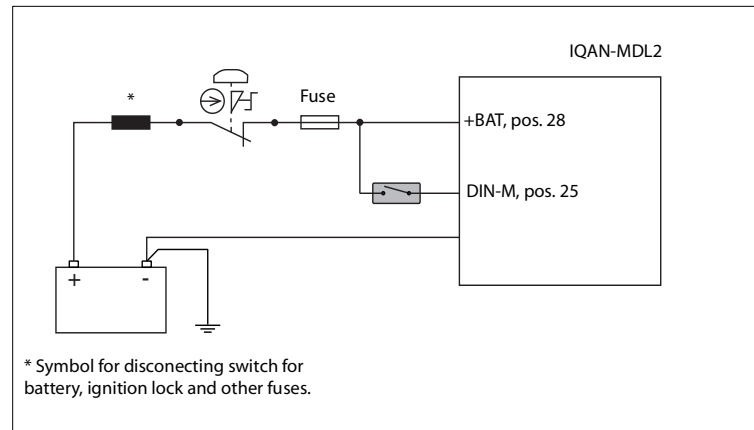 IQAN-MDL2
*
Fuse
+BAT, pos. 28
DIN-M, pos. 25
+ -
* Symbol for disconecting switch for
battery, ignition lock and other fuses.